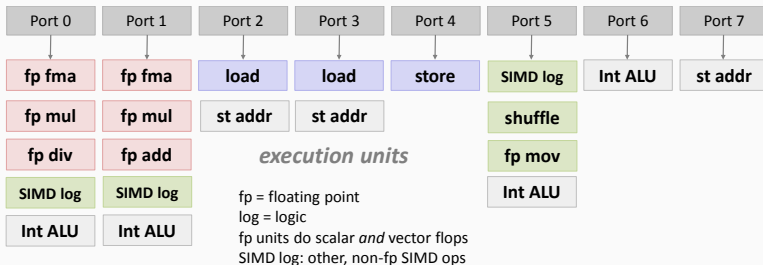 Port 0 Port 1 Port 2 Port 3 Port 4 Port 5 Port 6 Port 7
fp fma fp fma load load store SIMD log Int ALU st addr
fp mul fp mul st addr st addr shuffle
fp div fp add execution units fp mov
SIMD log SIMD log Int ALU
Int ALU Int ALU
fp = floating point
log = logic
fp units do scalar and vector flops
SIMD log: other, non-fp SIMD ops